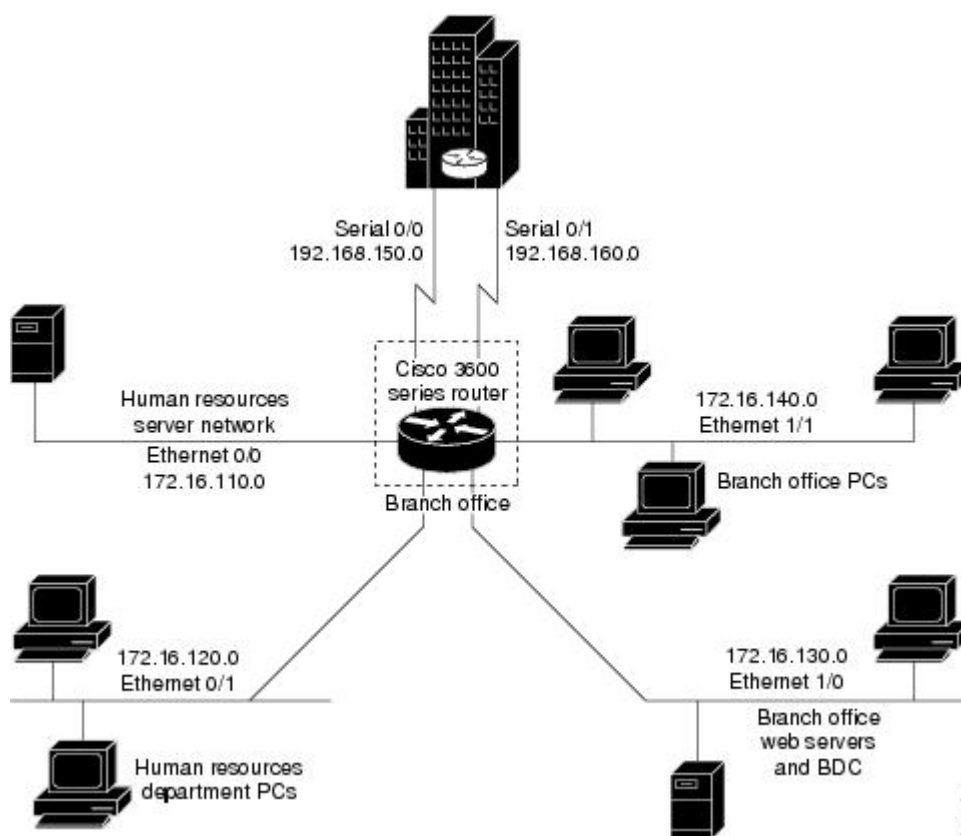 Serial 0/0
192.168.150.0
Serial 0/1
192.168.160.0
Cisco 3600
series router
Human resources
server network
Ethernet 0/0
172.16.110.0
172.16.140.0
Ethernet 1/1
Branch office PCs
Branch office
172.16.120.0
Ethernet 0/1
172.16.130.0
Ethernet 1/0
Human resources
department PCs
Branch office
web servers
and BDC